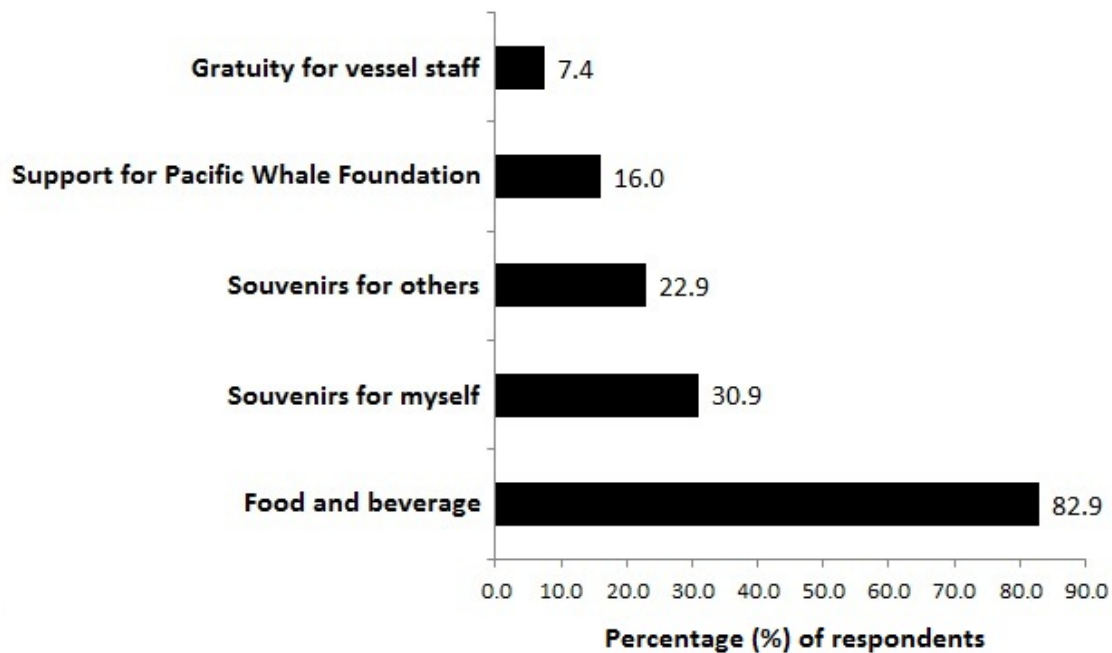 Gratuity for vessel staff
7.4
Support for Pacific Whale Foundation
16.0
Souvenirs for others
22.9
Souvenirs for myself
30.9
Food and beverage
82.9
0.0 10.0 20.0 30.0 40.0 50.0 60.0 70.0 80.0 90.0
Percentage (%) of respondents